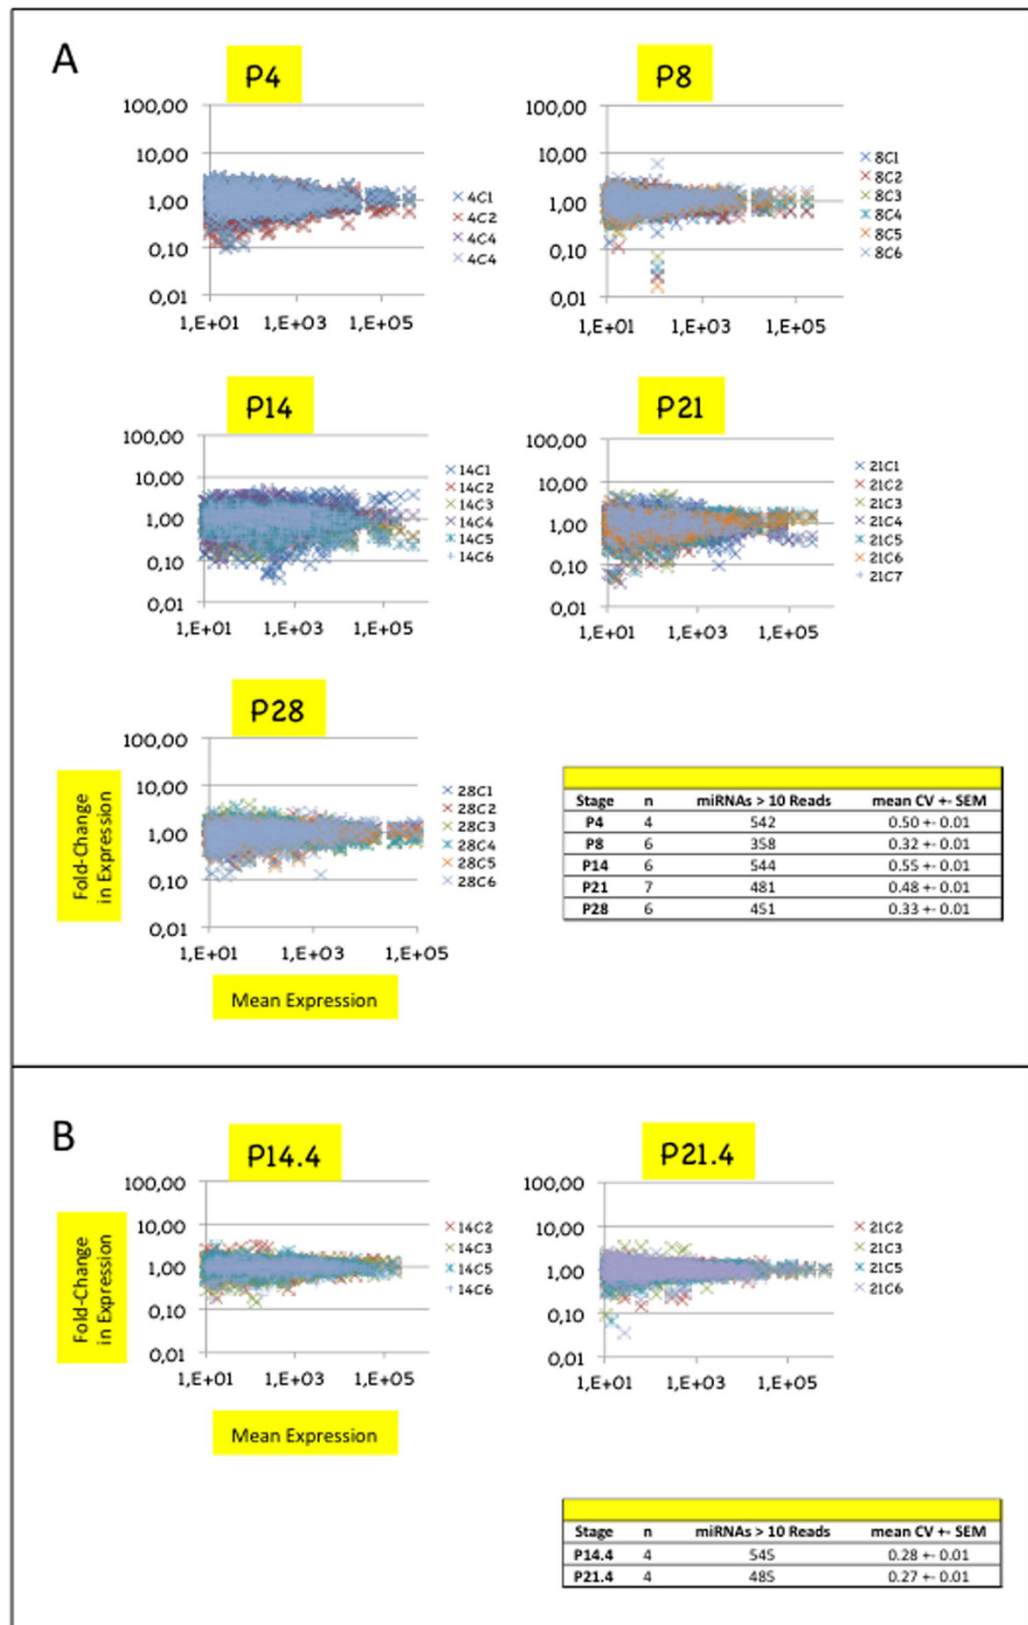 A
P4
100,00
10,00
1,00
0,10
0,01
1,E+01 1,E+03 1,E+05
4C1
4C2
4C4
4C4
P8
100,00
10,00
1,00
0,10
0,01
1,E+01 1,E+03 1,E+05
8C1
8C2
8C3
8C4
8C5
8C6
P14
100,00
10,00
1,00
0,10
0,01
1,E+01 1,E+03 1,E+05
14C1
14C2
14C3
14C4
14C5
14C6
P21
100,00
10,00
1,00
0,10
0,01
1,E+01 1,E+03 1,E+05
21C1
21C2
21C3
21C4
21C5
21C6
21C7
P28
Fold-Change
in Expression
100,00
10,00
1,00
0,10
0,01
1,E+01 1,E+03 1,E+05
28C1
28C2
28C3
28C4
28C5
28C6
Mean Expression
Stage n miRNAs > 10 Reads mean CV +- SEM
P4 4 542 0.50 +- 0.01
P8 6 358 0.32 +- 0.01
P14 6 544 0.55 +- 0.01
P21 7 481 0.48 +- 0.01
P28 6 451 0.33 +- 0.01
B
P14.4
Fold-Change
in Expression
100,00
10,00
1,00
0,10
0,01
1,E+01 1,E+03 1,E+05
14C2
14C3
14C5
14C6
Mean Expression
P21.4
100,00
10,00
1,00
0,10
0,01
1,E+01 1,E+03 1,E+05
21C2
21C3
21C5
21C6
Stage n miRNAs > 10 Reads mean CV +- SEM
P14.4 4 545 0.28 +- 0.01
P21.4 4 485 0.27 +- 0.01